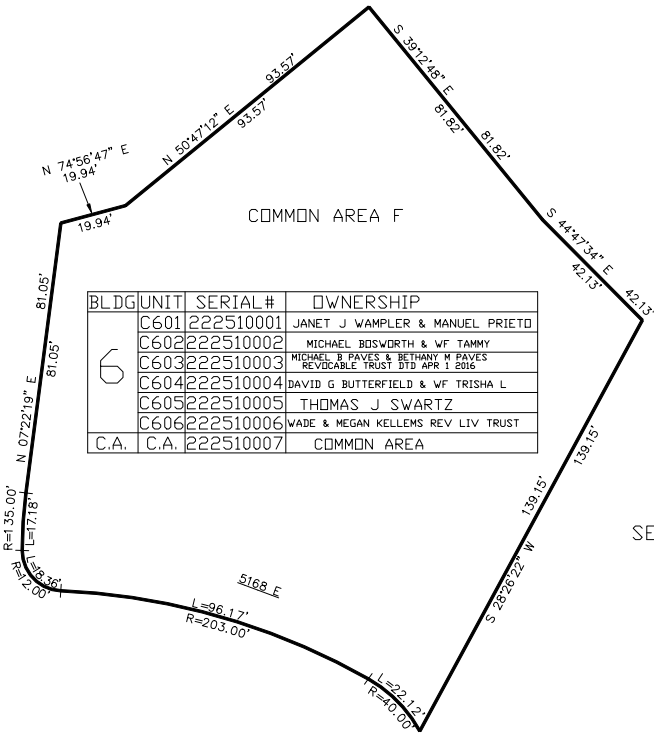 S 39°12'48" E
81.82'
81.82'
93.57'
N 50°47'12" E
93.57'
N 74°56'47" E
19.94'
19.94'
COMMON AREA F
S 44°47'34" E
42.13'
42.13'
81.05'
81.05'
N 07°22'19" E
BLDG UNIT SERIAL# OWNERSHIP
6
C601 222510001 JANET J WAMPLER & MANUEL PRIETO
C602 222510002 MICHAEL BOSWORTH & WF TAMMY
C603 222510003 MICHAEL B PAVES & BETHANY M PAVES
REVOCABLE TRUST DTD APR 1 2016
C604 222510004 DAVID G BUTTERFIELD & WF TRISHA L
C605 222510005 THOMAS J SWARTZ
C606 222510006 WADE & MEGAN KELLEMS REV LIV TRUST
C.A. C.A. 222510007 COMMON AREA
139.15'
139.15'
S 28°26'22" W
SE
R=135.00'
L=17.18'
L=18.36'
R=12.00'
5168 E
L=96.17'
R=203.00'
L=22.12'
R=40.00'